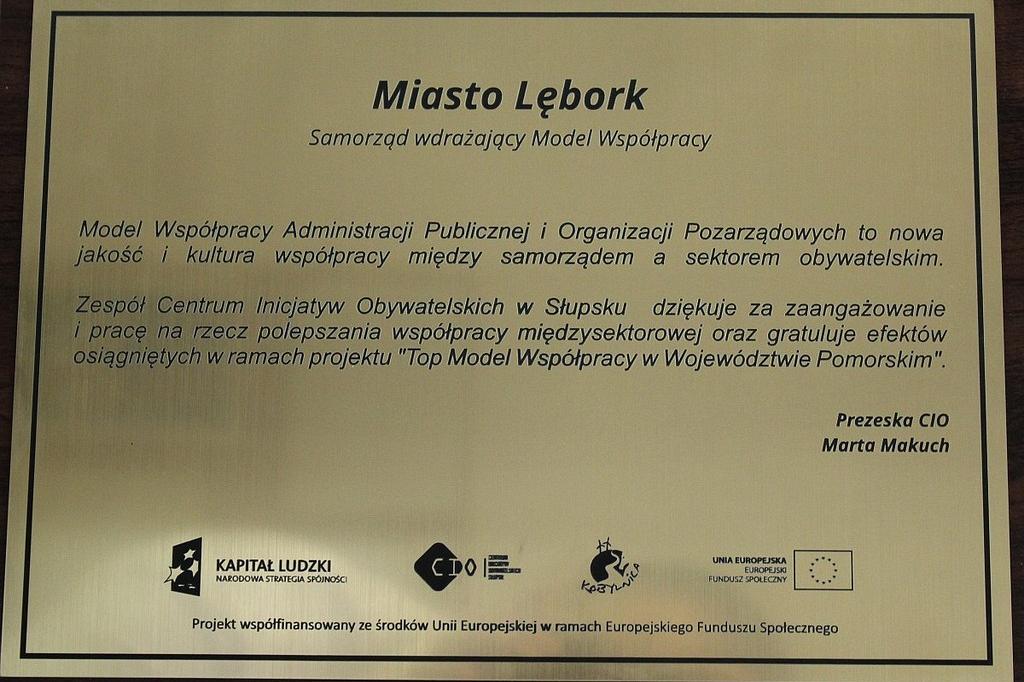 Miasto Lębork
Samorząd wdrażający Model Współpracy
Model Współpracy Administracji Publicznej i Organizacji Pozarządowych to nowa
jakość i kultura współpracy między samorządem a sektorem obywatelskim.
Zespół Centrum Inicjatyw Obywatelskich w Słupsku dziękuje za zaangażowanie
i pracę na rzecz polepszania współpracy międzysektorowej oraz gratuluje efektów
osiągniętych w ramach projektu "Top Model Współpracy w Województwie Pomorskim".
Prezeska CIO
Marta Makuch
KAPITAŁ LUDZKI
NARODOWA STRATEGIA SPÓJNOŚCI
CIO
KOBYLNICA
UNIA EUROPEJSKA
EUROPEJSKI
FUNDUSZ SPOŁECZNY
Projekt współfinansowany ze środków Unii Europejskiej w ramach Europejskiego Funduszu Społecznego